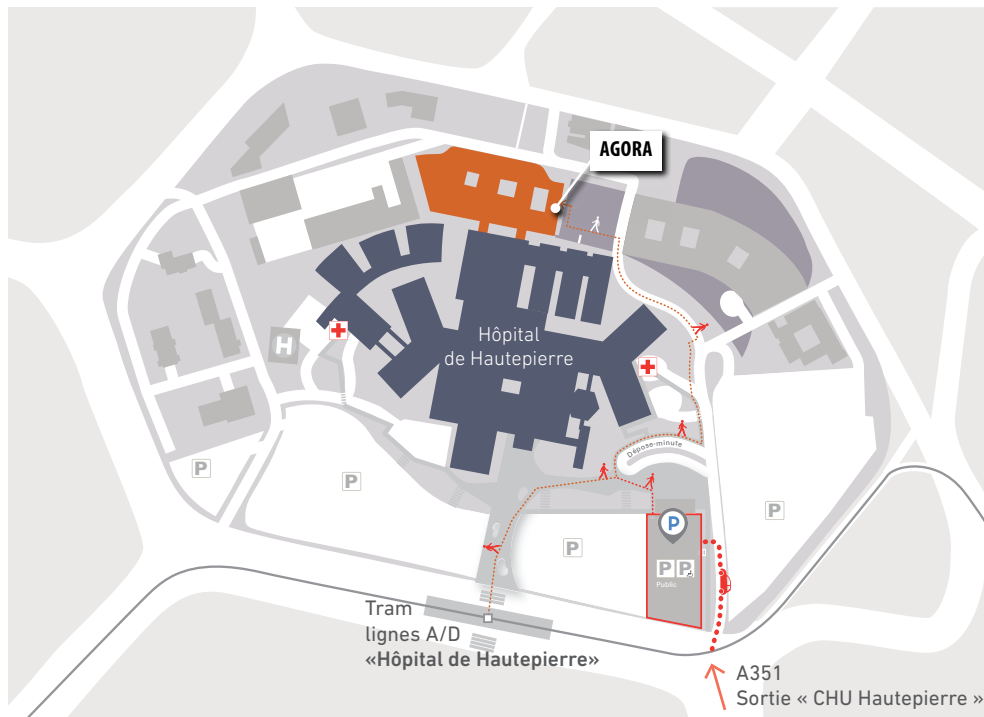 AGORA
Hôpital
de Hautepierre
H
Dépose-minute
P
P
P
P
P
P P
Public
Tram
lignes A/D
«Hôpital de Hautepierre»
A351
Sortie « CHU Hautepierre »